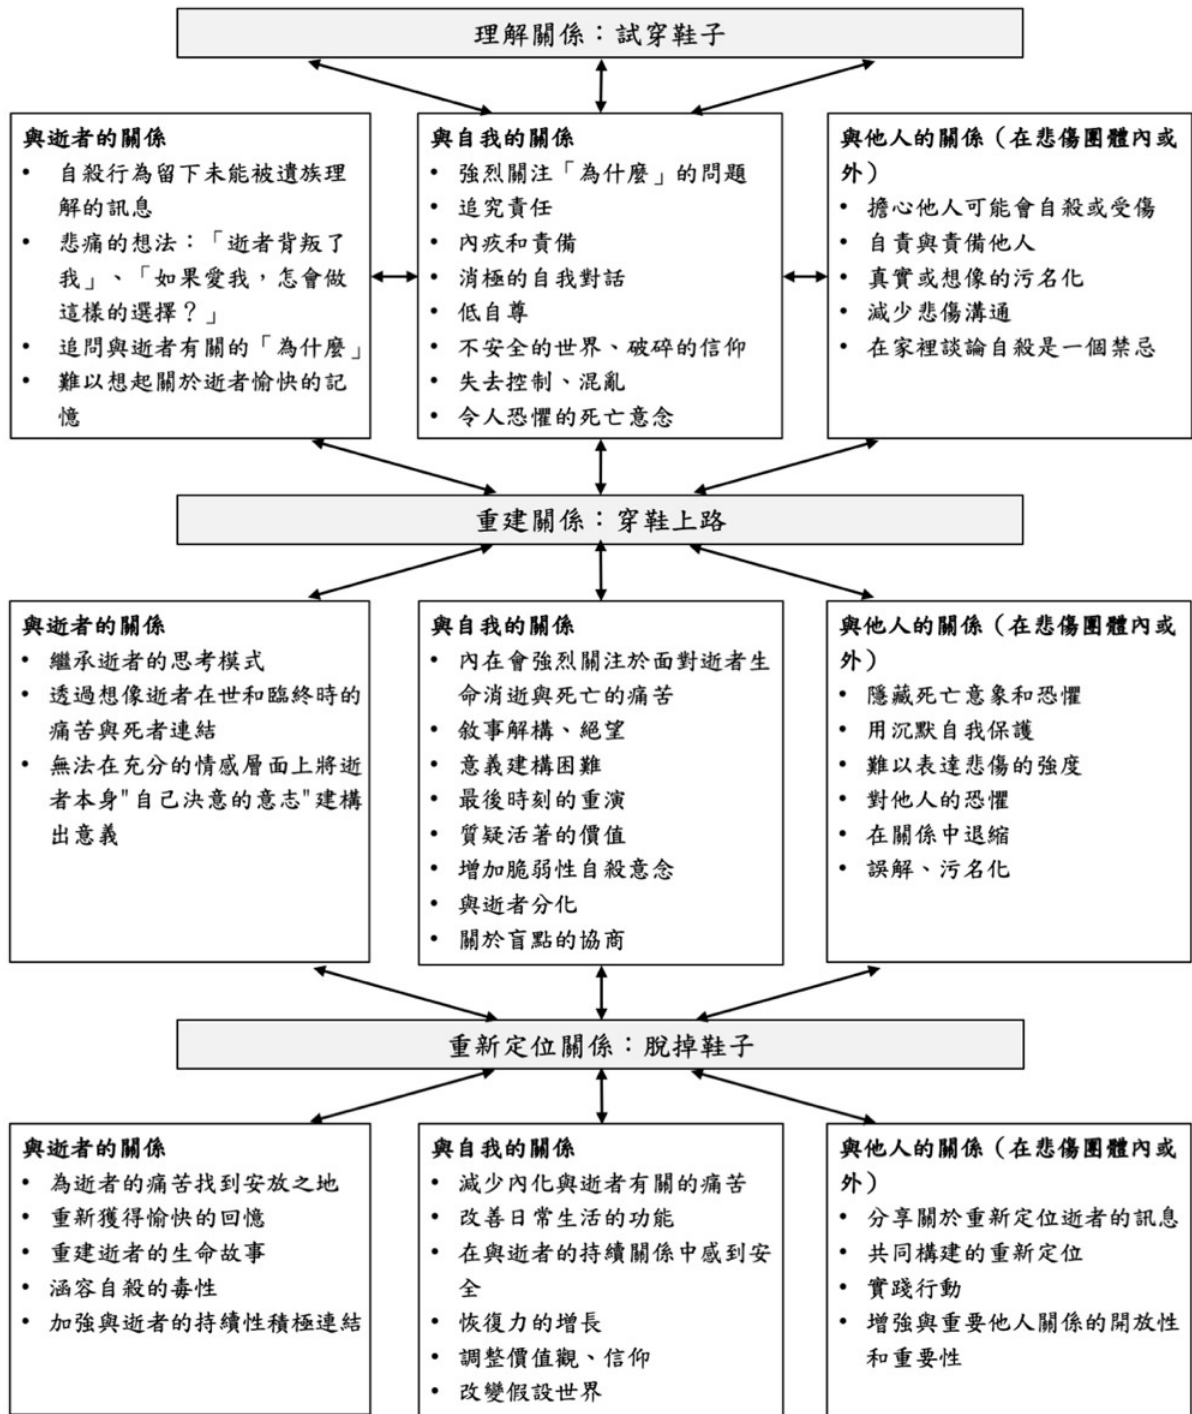 理解關係：試穿鞋子
與逝者的關係
• 自殺行為留下未能被遺族理
解的訊息
• 悲痛的想法：「逝者背叛了
我」、「如果愛我，怎會做
這樣的選擇？」
• 追問與逝者有關的「為什麼」
• 難以想起關於逝者愉快的記
憶
與自我的關係
• 強烈關注「為什麼」的問題
• 追究責任
• 內疚和責備
• 消極的自我對話
• 低自尊
• 不安全的世界、破碎的信仰
• 失去控制、混亂
• 令人恐懼的死亡意念
與他人的關係（在悲傷團體內或
外）
• 擔心他人可能會自殺或受傷
• 自責與責備他人
• 真實或想像的污名化
• 減少悲傷溝通
• 在家裡談論自殺是一個禁忌
重建關係：穿鞋上路
與逝者的關係
• 繼承逝者的思考模式
• 透過想像逝者在世和臨終時的
痛苦與死者連結
• 無法在充分的情感層面上將逝
者本身"自己決意的意志"建構
出意義
與自我的關係
• 內在會強烈關注於面對逝者生
命消逝與死亡的痛苦
• 敘事解構、絕望
• 意義建構困難
• 最後時刻的重演
• 質疑活著的價值
• 增加脆弱性自殺意念
• 與逝者分化
• 關於盲點的協商
與他人的關係（在悲傷團體內或
外）
• 隱藏死亡意象和恐懼
• 用沉默自我保護
• 難以表達悲傷的強度
• 對他人的恐懼
• 在關係中退縮
• 誤解、污名化
重新定位關係：脫掉鞋子
與逝者的關係
• 為逝者的痛苦找到安放之地
• 重新獲得愉快的回憶
• 重建逝者的生命故事
• 涵容自殺的毒性
• 加強與逝者的持續性積極連結
與自我的關係
• 減少內化與逝者有關的痛苦
• 改善日常生活的功能
• 在與逝者的持續關係中感到安
全
• 恢復力的增長
• 調整價值觀、信仰
• 改變假設世界
與他人的關係（在悲傷團體內或
外）
• 分享關於重新定位逝者的訊息
• 共同構建的重新定位
• 實踐行動
• 增強與重要他人關係的開放性
和重要性